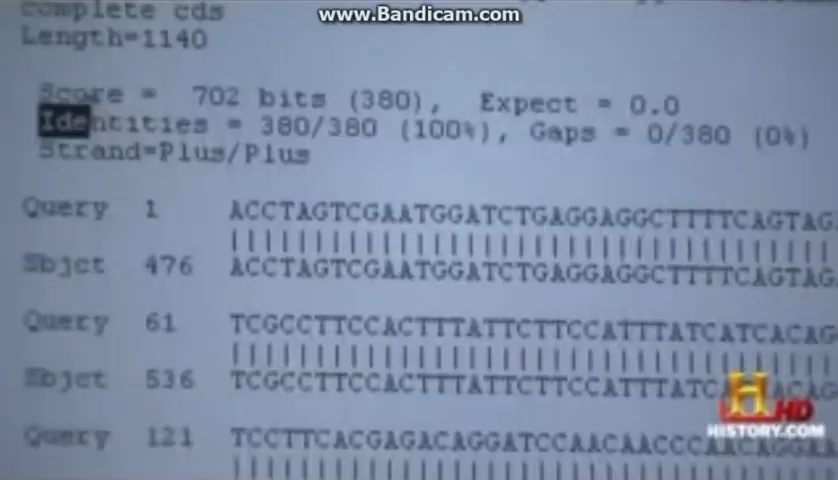 www.Bandicam.com
complete cds
Length=1140
Score = 702 bits (380), Expect = 0.0
Identities = 380/380 (100%), Gaps = 0/380 (0%)
Strand=Plus/Plus
Query 1 ACCTAGTCGAATGGATCTGAGGAGGCTTTTCAGTAG
Sbjct 476 ACCTAGTCGAATGGATCTGAGGAGGCTTTTCAGTAG
Query 61 TCGCCTTCCACTTTATTCTTCCATTTATCATCACAG
Sbjct 536 TCGCCTTCCACTTTATTCTTCCATTTATC ACAG
Query 121 TCCTTCACGAGACAGGATCCAACAACCCAACAGGAA
H HD
HISTORY.COM